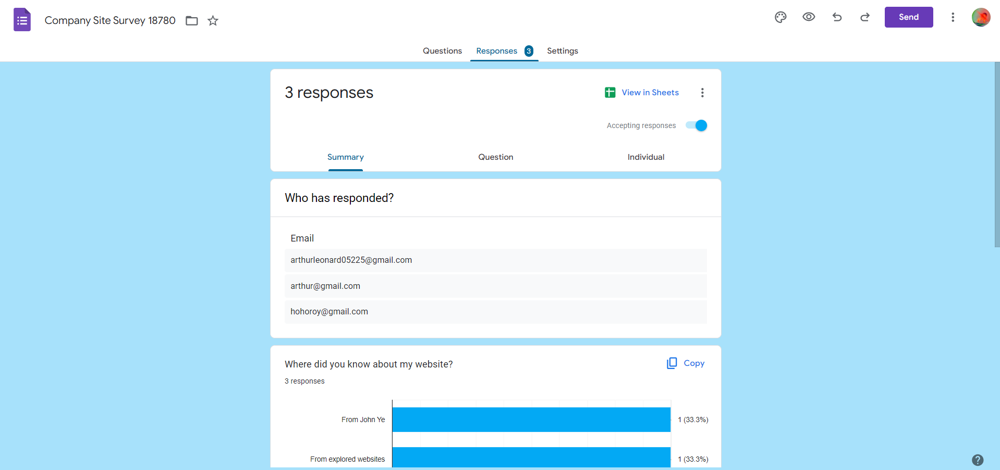 Company Site Survey 18780
Send
Questions
Responses 3
Settings
3 responses
View in Sheets
Accepting responses
Summary
Question
Individual
Who has responded?
Email
arthurleonard05225@gmail.com
arthur@gmail.com
hohoroy@gmail.com
Where did you know about my website?
Copy
3 responses
From John Ye
1 (33.3%)
From explored websites
1 (33.3%)
?